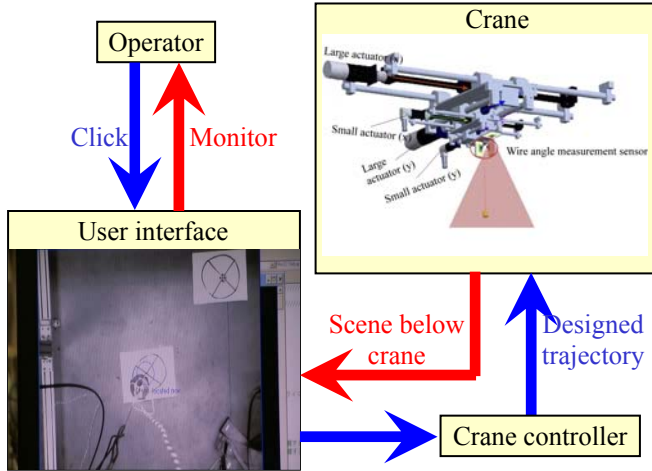 Operator
Click
Monitor
User interface
Crane
Large actuator (x)
Small actuator (x)
Large
actuator (y)
Small actuator (y)
Wire angle measurement sensor
Scene below
crane
Designed
trajectory
Crane controller